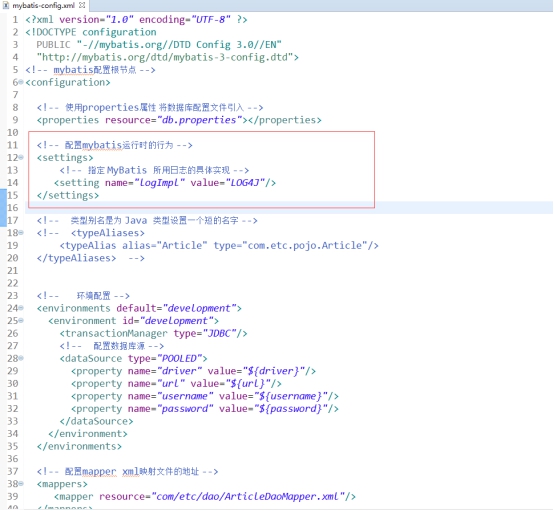 mybatis-config.xml
1 <?xml version="1.0" encoding="UTF-8" ?>
2 <!DOCTYPE configuration
3 PUBLIC "-//mybatis.org//DTD Config 3.0//EN"
4 "http://mybatis.org/dtd/mybatis-3-config.dtd">
5 <!-- mybatis配置根节点 -->
6 <configuration>
7
8 <!-- 使用properties属性 将数据库配置文件引入 -->
9 <properties resource="db.properties"></properties>
10
11 <!-- 配置mybatis运行时的行为 -->
12 <settings>
13 <!-- 指定 MyBatis 所用日志的具体实现 -->
14 <setting name="logImpl" value="LOG4J"/>
15 </settings>
16
17 <!-- 类型别名是为 Java 类型设置一个短的名字 -->
18 <!-- <typeAliases>
19 <typeAlias alias="Article" type="com.etc.pojo.Article"/>
20 </typeAliases> -->
21
22
23 <!-- 环境配置 -->
24 <environments default="development">
25 <environment id="development">
26 <transactionManager type="JDBC"/>
27 <!-- 配置数据库源 -->
28 <dataSource type="POOLED">
29 <property name="driver" value="${driver}"/>
30 <property name="url" value="${url}"/>
31 <property name="username" value="${username}"/>
32 <property name="password" value="${password}"/>
33 </dataSource>
34 </environment>
35 </environments>
36
37 <!-- 配置mapper xml映射文件的地址 -->
38 <mappers>
39 <mapper resource="com/etc/dao/ArticleDaoMapper.xml"/>
40 </mappers>